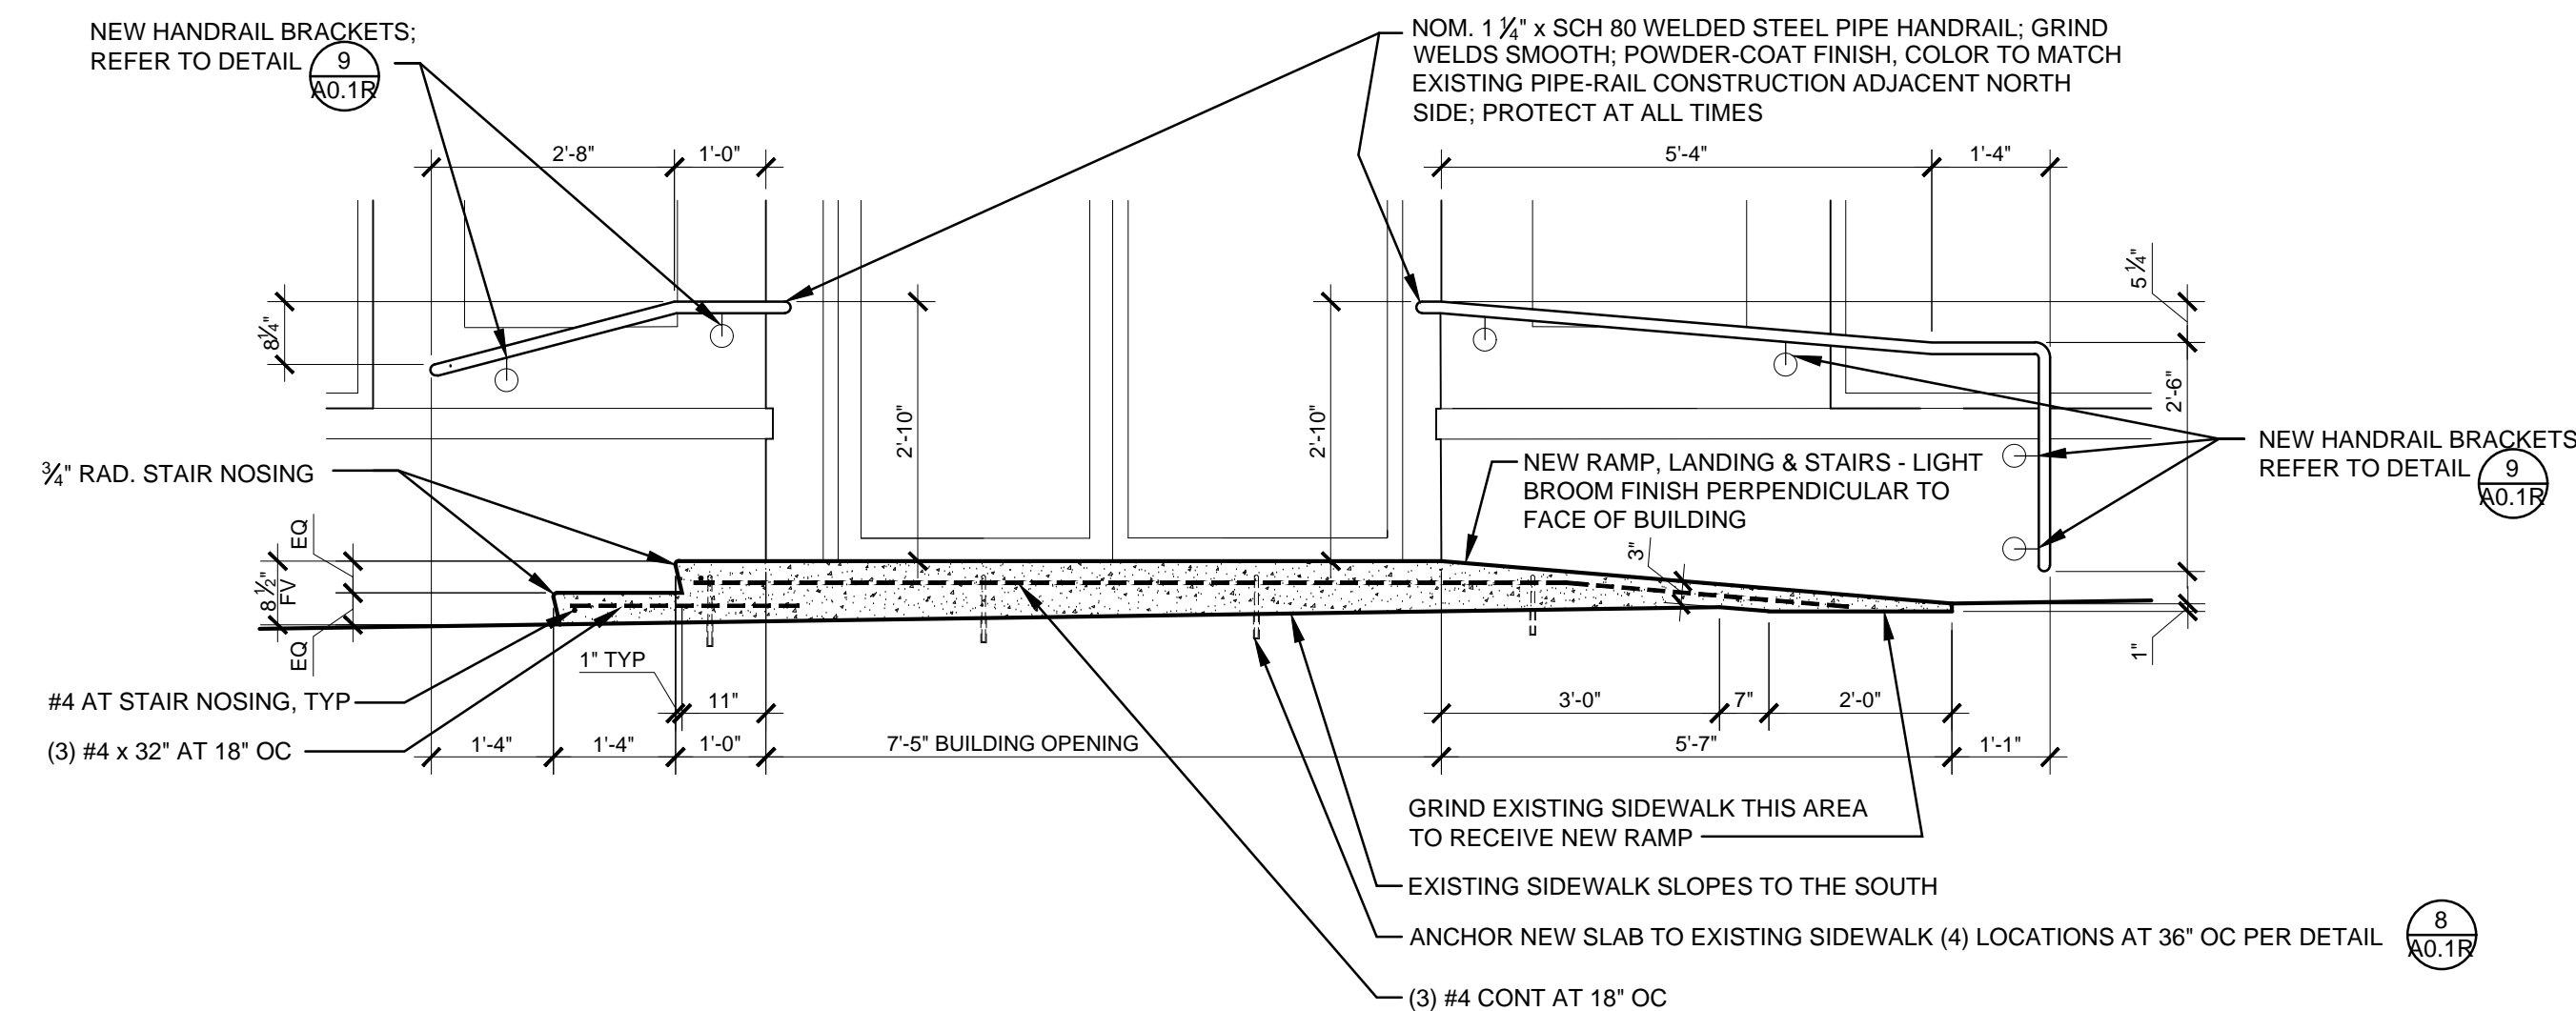 NEW HANDRAIL BRACKETS;
REFER TO DETAIL
9
A0.1R
NOM. 1 ¼" x SCH 80 WELDED STEEL PIPE HANDRAIL; GRIND
WELDS SMOOTH; POWDER-COAT FINISH, COLOR TO MATCH
EXISTING PIPE-RAIL CONSTRUCTION ADJACENT NORTH
SIDE; PROTECT AT ALL TIMES
2'-8"
1'-0"
5'-4"
1'-4"
5 ¼"
8¼"
2'-6"
2'-10"
2'-10"
NEW HANDRAIL BRACKETS
REFER TO DETAIL
9
A0.1R
¾" RAD. STAIR NOSING
NEW RAMP, LANDING & STAIRS - LIGHT
BROOM FINISH PERPENDICULAR TO
FACE OF BUILDING
EQ
8 ½"
FV
EQ
3"
1"
1" TYP
#4 AT STAIR NOSING, TYP
11"
3'-0"
7"
2'-0"
(3) #4 x 32" AT 18" OC
1'-4"
1'-4"
1'-0"
7'-5" BUILDING OPENING
5'-7"
1'-1"
GRIND EXISTING SIDEWALK THIS AREA
TO RECEIVE NEW RAMP
EXISTING SIDEWALK SLOPES TO THE SOUTH
ANCHOR NEW SLAB TO EXISTING SIDEWALK (4) LOCATIONS AT 36" OC PER DETAIL
8
A0.1R
(3) #4 CONT AT 18" OC